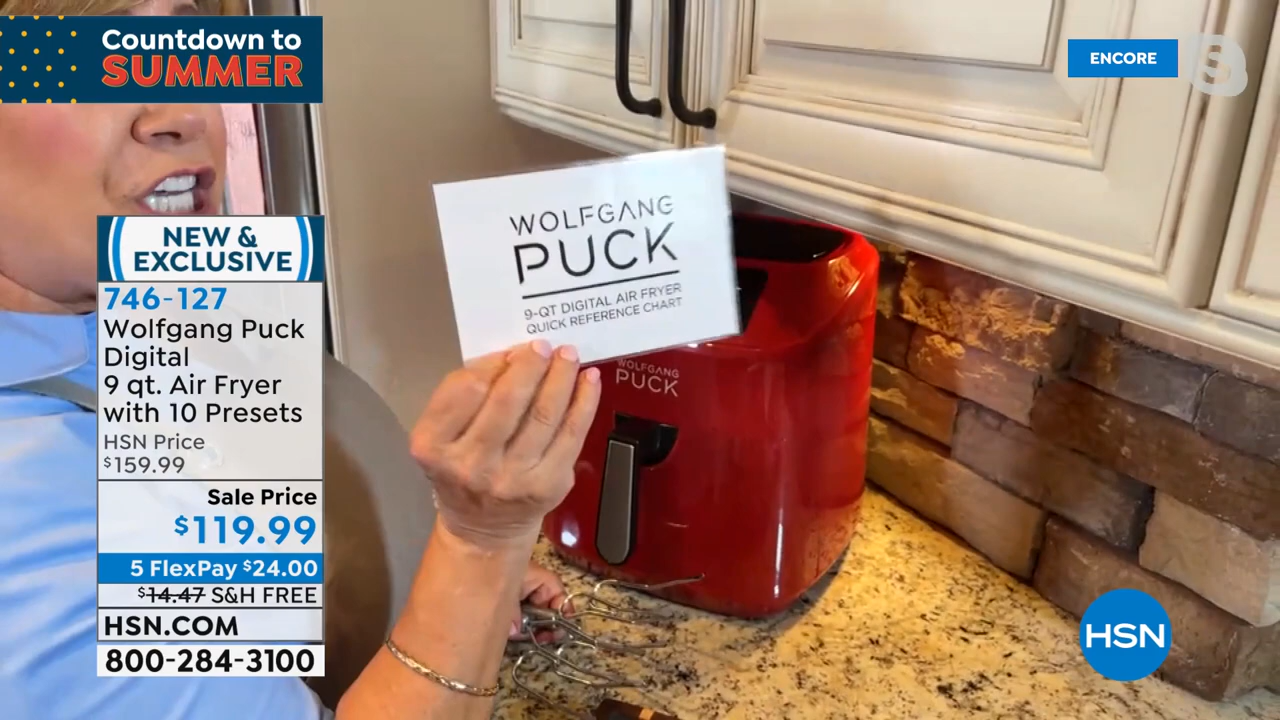 Countdown to
SUMMER
ENCORE
S
WOLFGANG
PUCK
9-QT DIGITAL AIR FRYER
QUICK REFERENCE CHART
WOLFGANG
PUCK
NEW &
EXCLUSIVE
746-127
Wolfgang Puck
Digital
9 qt. Air Fryer
with 10 Presets
HSN Price
$159.99
Sale Price
$119.99
5 FlexPay $24.00
$14.47 S&H FREE
HSN.COM
800-284-3100
HSN